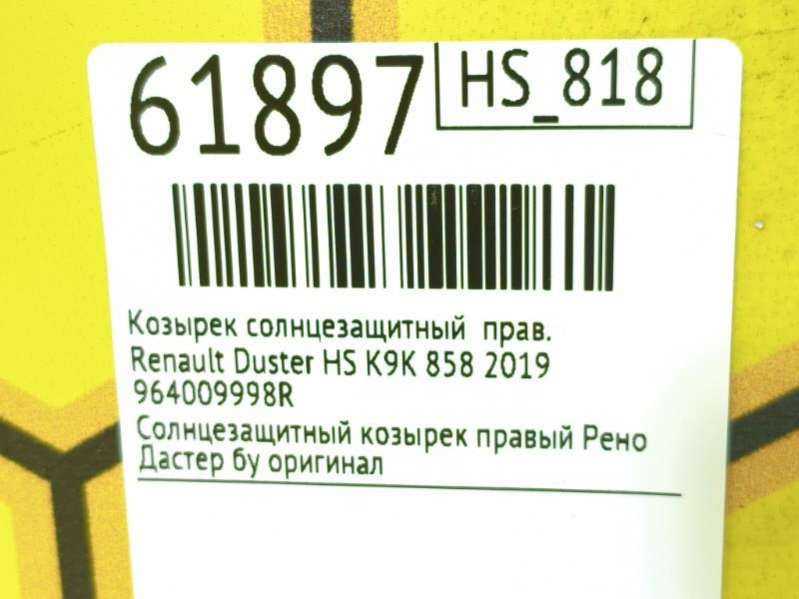 61897
HS_818
Козырек солнцезащитный прав.
Renault Duster HS K9K 858 2019
964009998R
Солнцезащитный козырек правый Рено
Дастер бу оригинал